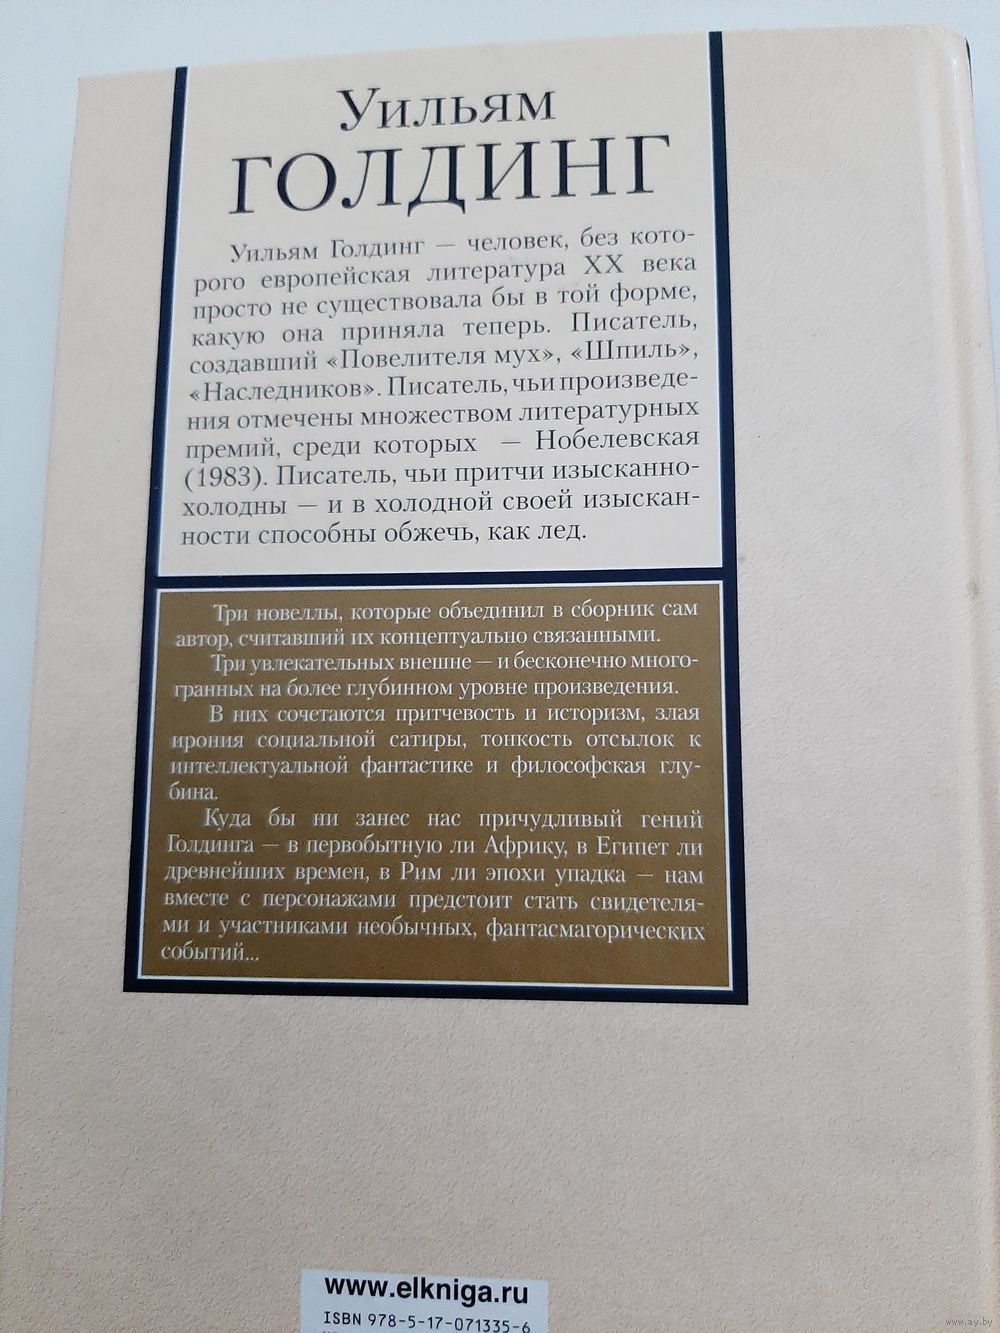 Уильям
ГОЛДИНГ
Уильям Голдинг — человек, без кото-
рого европейская литература XX века
просто не существовала бы в той форме,
какую она приняла теперь. Писатель,
создавший «Повелителя мух», «Шпиль»,
«Наследников». Писатель, чьи произведе-
ния отмечены множеством литературных
премий, среди которых — Нобелевская
(1983). Писатель, чьи притчи изысканно-
холодны — и в холодной своей изыскан-
ности способны обжечь, как лед.
Три новеллы, которые объединил в сборник сам
автор, считавший их концептуально связанными.
Три увлекательных внешне — и бесконечно много-
гранных на более глубинном уровне произведения.
В них сочетаются притчевость и историзм, злая
ирония социальной сатиры, тонкость отсылок к
интеллектуальной фантастике и философская глу-
бина.
Куда бы ни занес нас причудливый гений
Голдинга — в первобытную ли Африку, в Египет ли
древнейших времен, в Рим ли эпохи упадка — нам
вместе с персонажами предстоит стать свидетеля-
ми и участниками необычных, фантасмагорических
событий...
www.elkniga.ru
ISBN 978-5-17-071335-6
www.ay.by